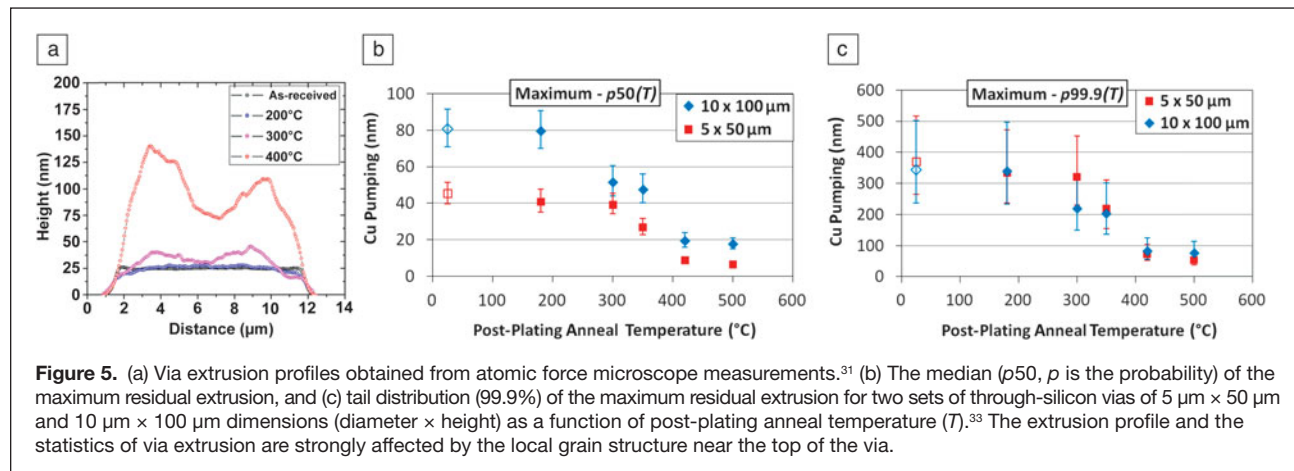 a
200
175
150
125
100
75
50
25
0
Height (nm)
As-received
200°C
300°C
400°C
0 2 4 6 8 10 12 14
Distance (µm)
b
100
80
60
40
20
0
Cu Pumping (nm)
Maximum - p50(T)
10 x 100 µm
5 x 50 µm
0 100 200 300 400 500 600
Post-Plating Anneal Temperature (°C)
c
600
500
400
300
200
100
0
Cu Pumping (nm)
Maximum - p99.9(T)
5 x 50 µm
10 x 100 µm
0 100 200 300 400 500 600
Post-Plating Anneal Temperature (°C)
Figure 5. (a) Via extrusion profiles obtained from atomic force microscope measurements.³¹ (b) The median (p50, p is the probability) of the
maximum residual extrusion, and (c) tail distribution (99.9%) of the maximum residual extrusion for two sets of through-silicon vias of 5 µm × 50 µm
and 10 µm × 100 µm dimensions (diameter × height) as a function of post-plating anneal temperature (T).³³ The extrusion profile and the
statistics of via extrusion are strongly affected by the local grain structure near the top of the via.